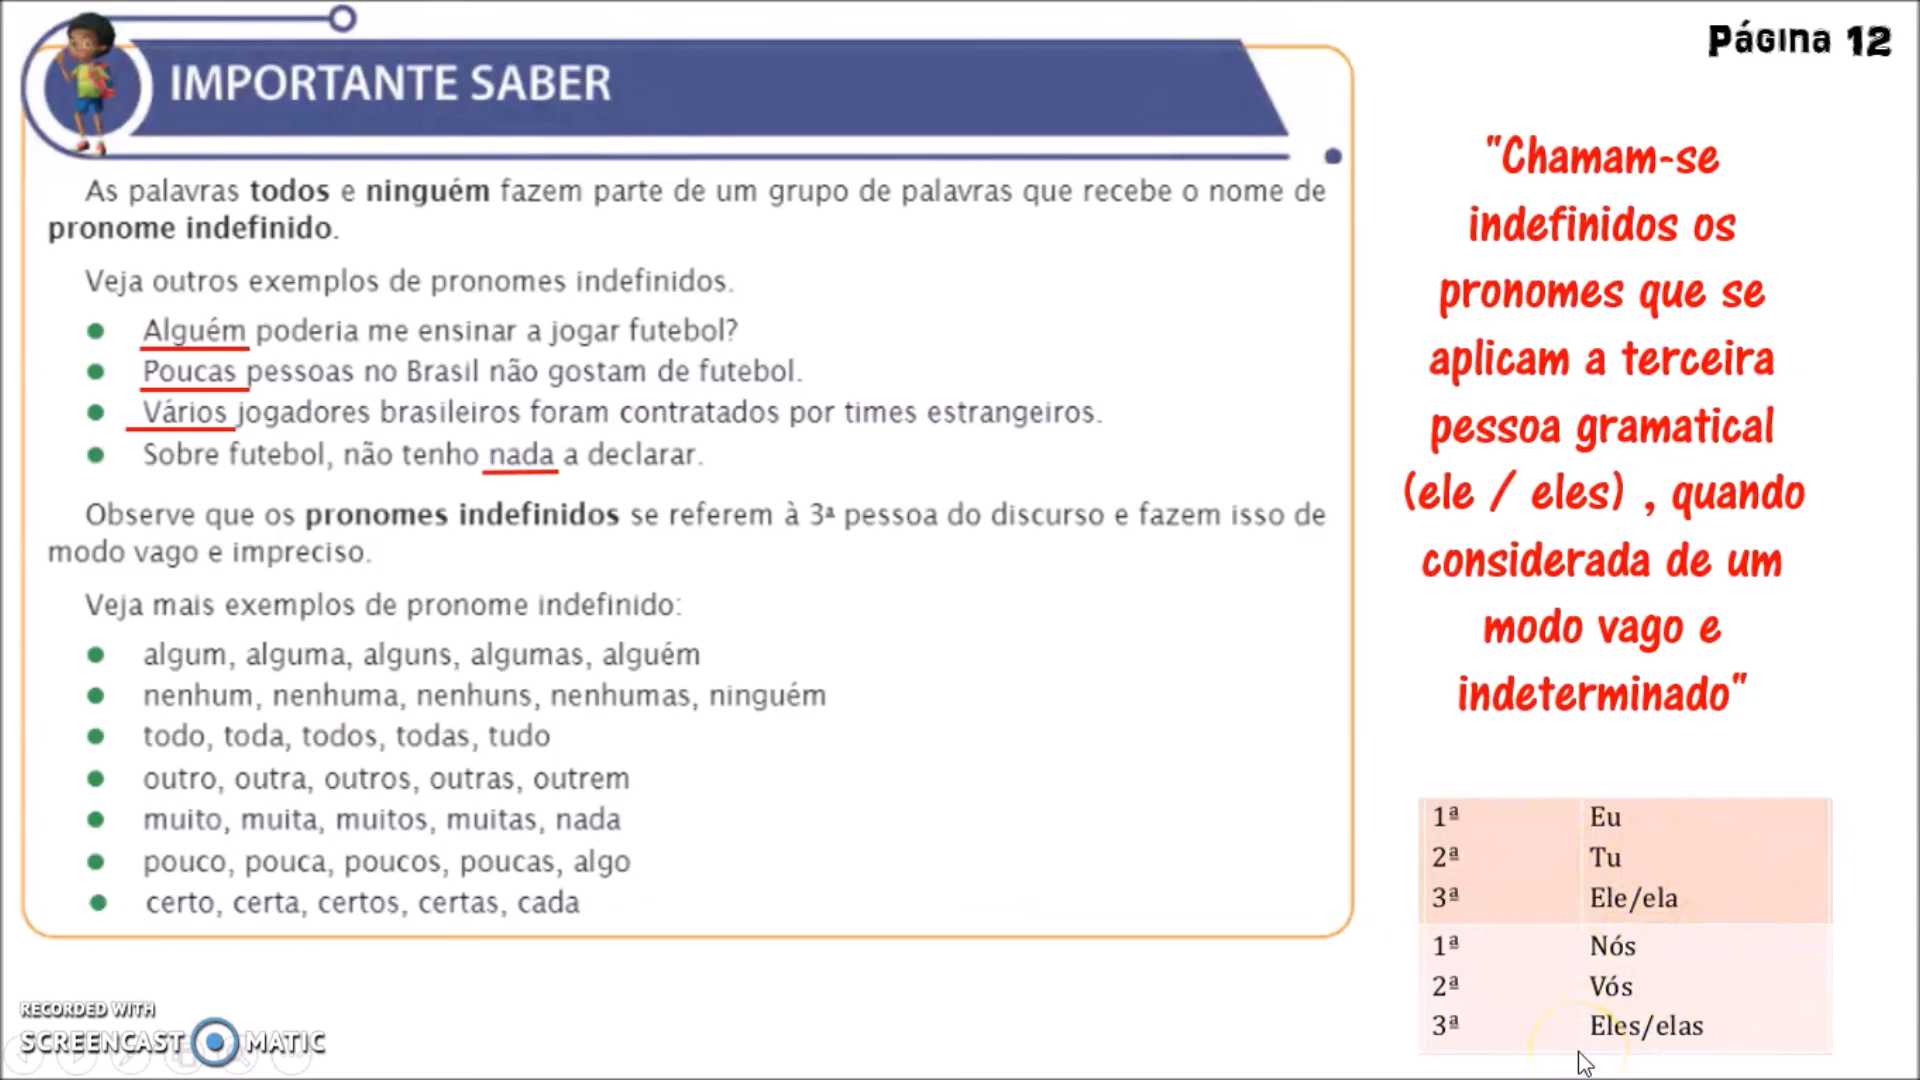 Página 12
IMPORTANTE SABER
As palavras todos e ninguém fazem parte de um grupo de palavras que recebe o nome de
pronome indefinido.
Veja outros exemplos de pronomes indefinidos.
Alguém poderia me ensinar a jogar futebol?
Poucas pessoas no Brasil não gostam de futebol.
Vários jogadores brasileiros foram contratados por times estrangeiros.
Sobre futebol, não tenho nada a declarar.
Observe que os pronomes indefinidos se referem à 3ª pessoa do discurso e fazem isso de
modo vago e impreciso.
Veja mais exemplos de pronome indefinido:
algum, alguma, alguns, algumas, alguém
nenhum, nenhuma, nenhuns, nenhumas, ninguém
todo, toda, todos, todas, tudo
outro, outra, outros, outras, outrem
muito, muita, muitos, muitas, nada
pouco, pouca, poucos, poucas, algo
certo, certa, certos, certas, cada
"Chamam-se
indefinidos os
pronomes que se
aplicam a terceira
pessoa gramatical
(ele / eles) , quando
considerada de um
modo vago e
indeterminado"
1ª Eu
2ª Tu
3ª Ele/ela
1ª Nós
2ª Vós
3ª Eles/elas
RECORDED WITH
SCREENCAST MATIC